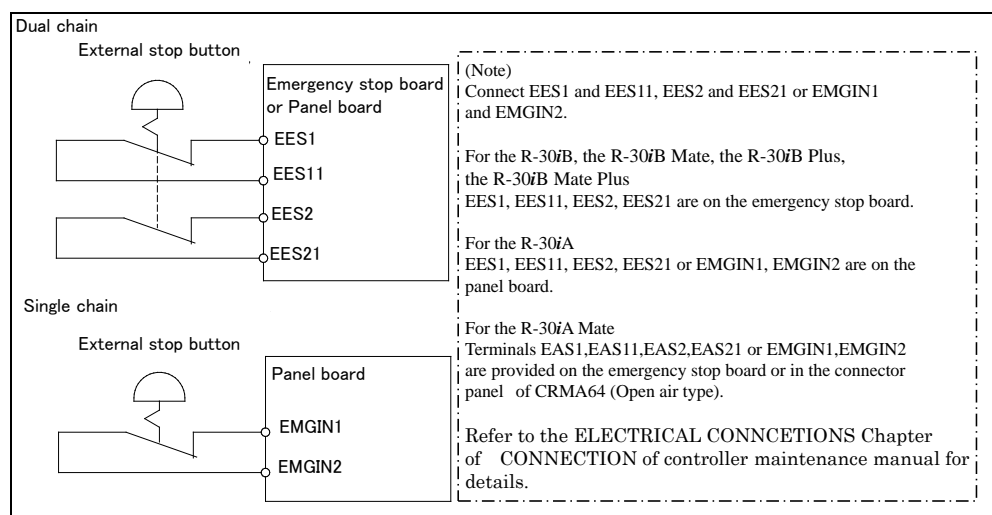 Dual chain
External stop button
Emergency stop board
or Panel board
EES1
EES11
EES2
EES21
Single chain
External stop button
Panel board
EMGIN1
EMGIN2
(Note)
Connect EES1 and EES11, EES2 and EES21 or EMGIN1
and EMGIN2.
For the R-30iB, the R-30iB Mate, the R-30iB Plus,
the R-30iB Mate Plus
EES1, EES11, EES2, EES21 are on the emergency stop board.
For the R-30iA
EES1, EES11, EES2, EES21 or EMGIN1, EMGIN2 are on the
panel board.
For the R-30iA Mate
Terminals EAS1,EAS11,EAS2,EAS21 or EMGIN1,EMGIN2
are provided on the emergency stop board or in the connector
panel of CRMA64 (Open air type).
Refer to the ELECTRICAL CONNCETIONS Chapter
of CONNECTION of controller maintenance manual for
details.